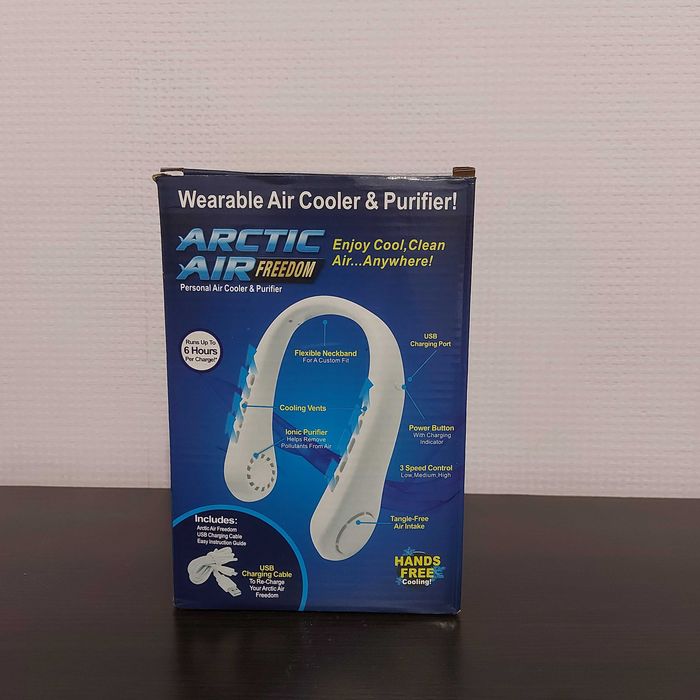 Wearable Air Cooler & Purifier!
ARCTIC
AIR FREEDOM
Personal Air Cooler & Purifier
Enjoy Cool, Clean
Air...Anywhere!
Runs Up To
6 Hours
Per Charge!*
Flexible Neckband
For A Custom Fit
USB
Charging Port
Cooling Vents
Ionic Purifier
Helps Remove
Pollutants From Air
Power Button
With Charging
Indicator
3 Speed Control
Low, Medium, High
Tangle-Free
Air Intake
Includes:
Arctic Air Freedom
USB Charging Cable
Easy Instruction Guide
USB
Charging Cable
To Re-Charge
Your Arctic Air
Freedom
HANDS
FREE
Cooling!